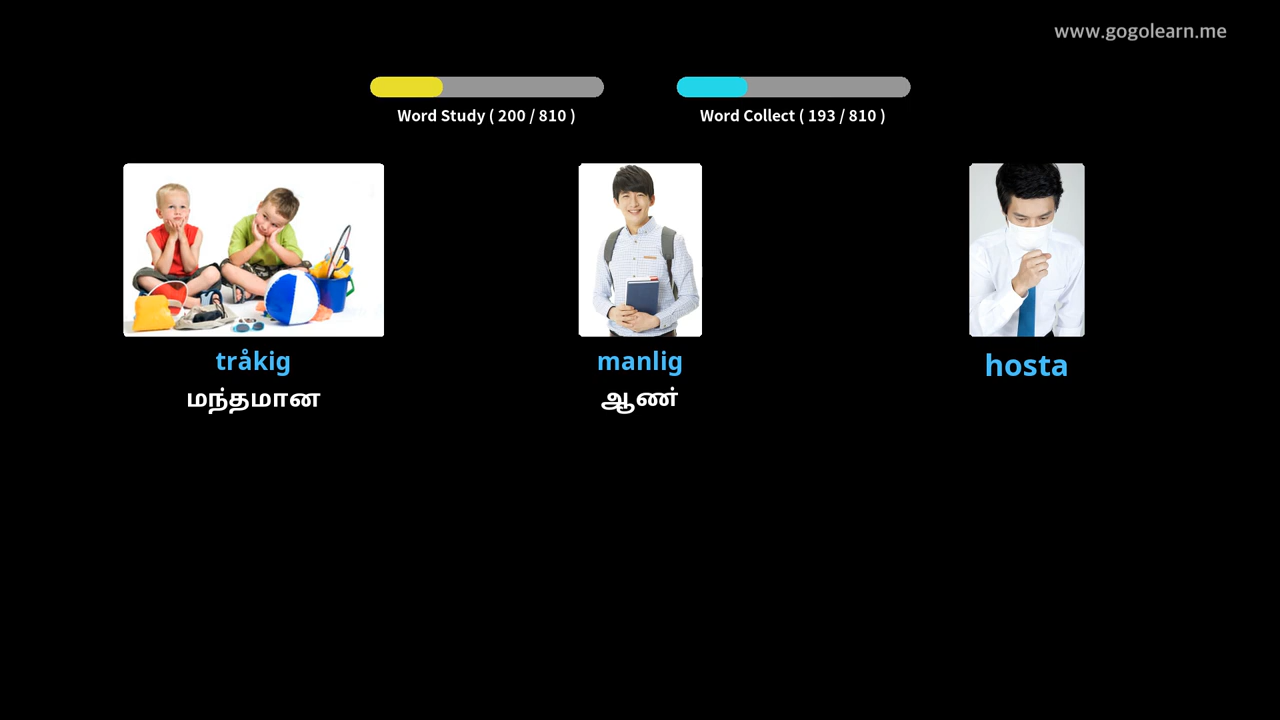 www.gogolearn.me
Word Study ( 200 / 810 )
Word Collect ( 193 / 810 )
tråkig
மந்தமான
manlig
ஆண்
hosta